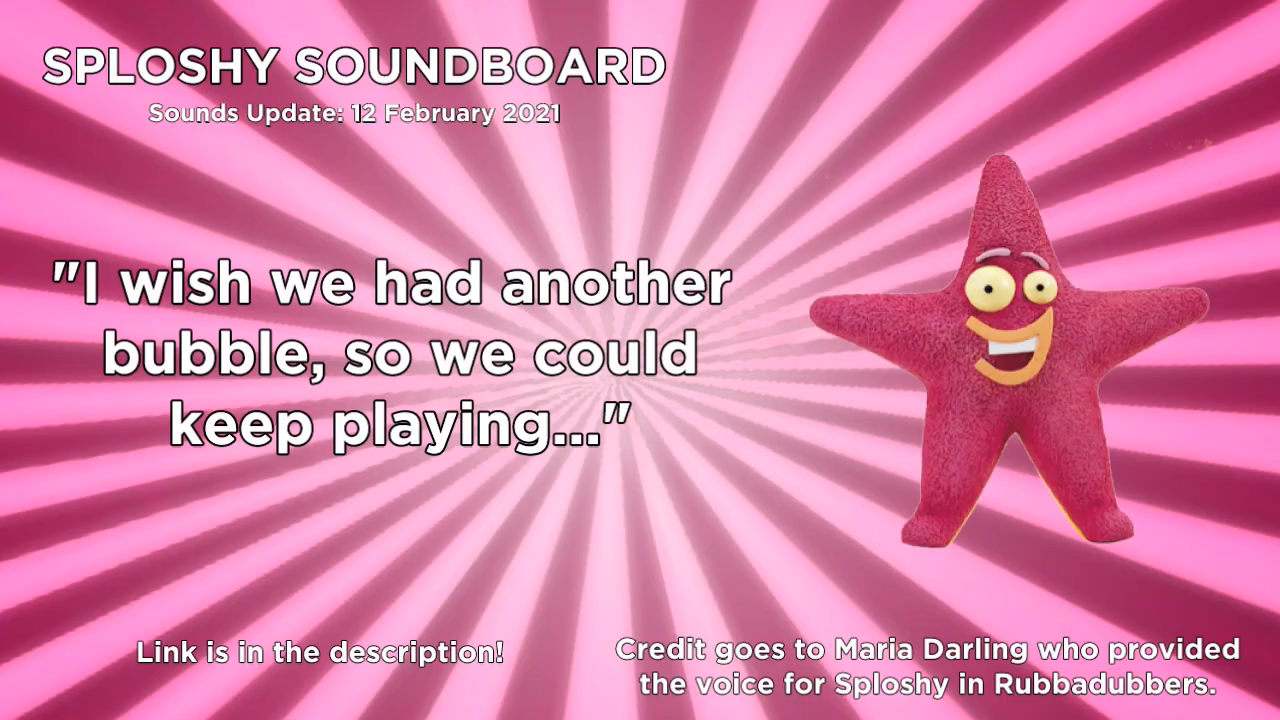 SPLOSHY SOUNDBOARD
Sounds Update: 12 February 2021
"I wish we had another
bubble, so we could
keep playing..."
Link is in the description!
Credit goes to Maria Darling who provided
the voice for Sploshy in Rubbadubbers.